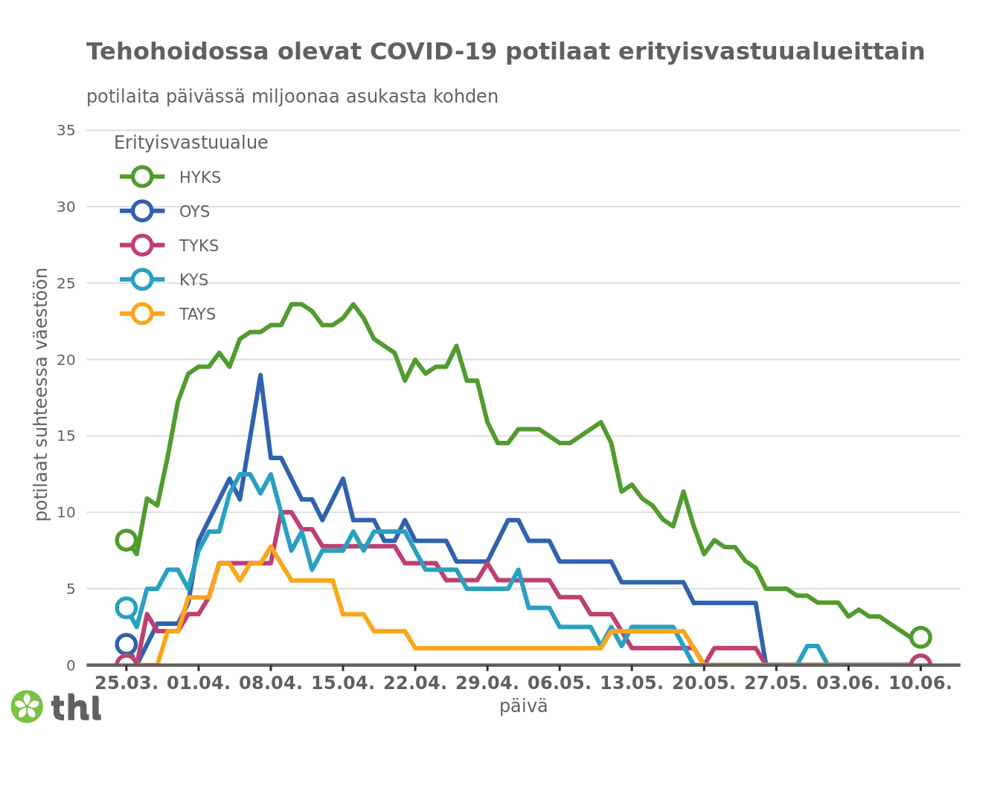 Tehohoidossa olevat COVID-19 potilaat erityisvastuualueittain
potilaita päivässä miljoonaa asukasta kohden
35
Erityisvastuualue
HYKS
30
OYS
TYKS
25
KYS
TAYS
20
15
10
5
0
potilaat suhteessa väestöön
25.03. 01.04. 08.04. 15.04. 22.04. 29.04. 06.05. 13.05. 20.05. 27.05. 03.06. 10.06.
päivä
thl